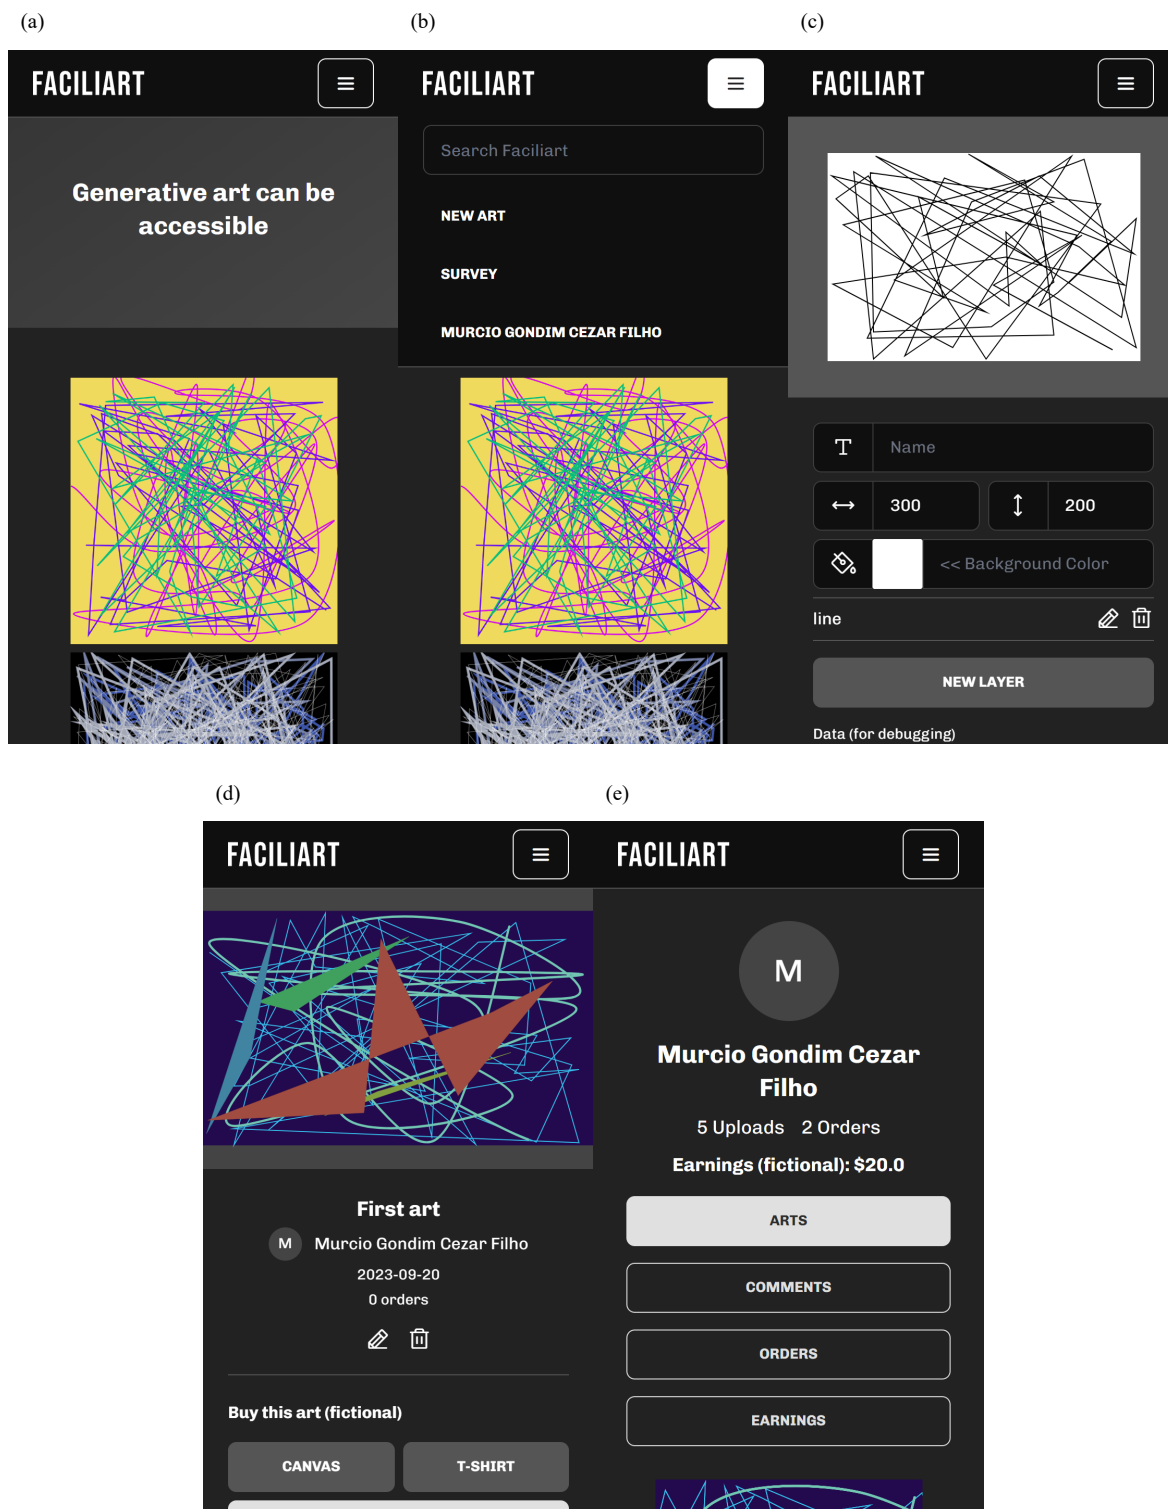 (a)
FACILIART
Generative art can be
accessible
(b)
FACILIART
Search Faciliart
NEW ART
SURVEY
MURCIO GONDIM CEZAR FILHO
(c)
FACILIART
T Name
300
200
<< Background Color
line
NEW LAYER
Data (for debugging)
(d)
FACILIART
First art
M Murcio Gondim Cezar Filho
2023-09-20
0 orders
Buy this art (fictional)
CANVAS
T-SHIRT
(e)
FACILIART
M
Murcio Gondim Cezar
Filho
5 Uploads 2 Orders
Earnings (fictional): $20.0
ARTS
COMMENTS
ORDERS
EARNINGS